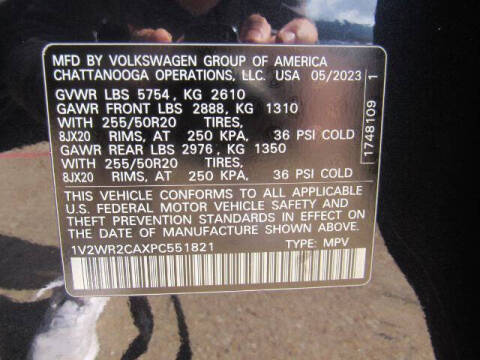 MFD BY VOLKSWAGEN GROUP OF AMERICA
CHATTANOOGA OPERATIONS, LLC. USA 05/2023
GVWR LBS 5754, KG 2610
GAWR FRONT LBS 2888, KG 1310
WITH 255/50R20 TIRES,
8JX20 RIMS, AT 250 KPA, 36 PSI COLD
GAWR REAR LBS 2976, KG 1350
WITH 255/50R20 TIRES,
8JX20 RIMS, AT 250 KPA, 36 PSI COLD
THIS VEHICLE CONFORMS TO ALL APPLICABLE
U.S. FEDERAL MOTOR VEHICLE SAFETY AND
THEFT PREVENTION STANDARDS IN EFFECT ON
THE DATE OF MANUFACTURE SHOWN ABOVE.
1V2WR2CAXPC551821 TYPE: MPV
1748109 1